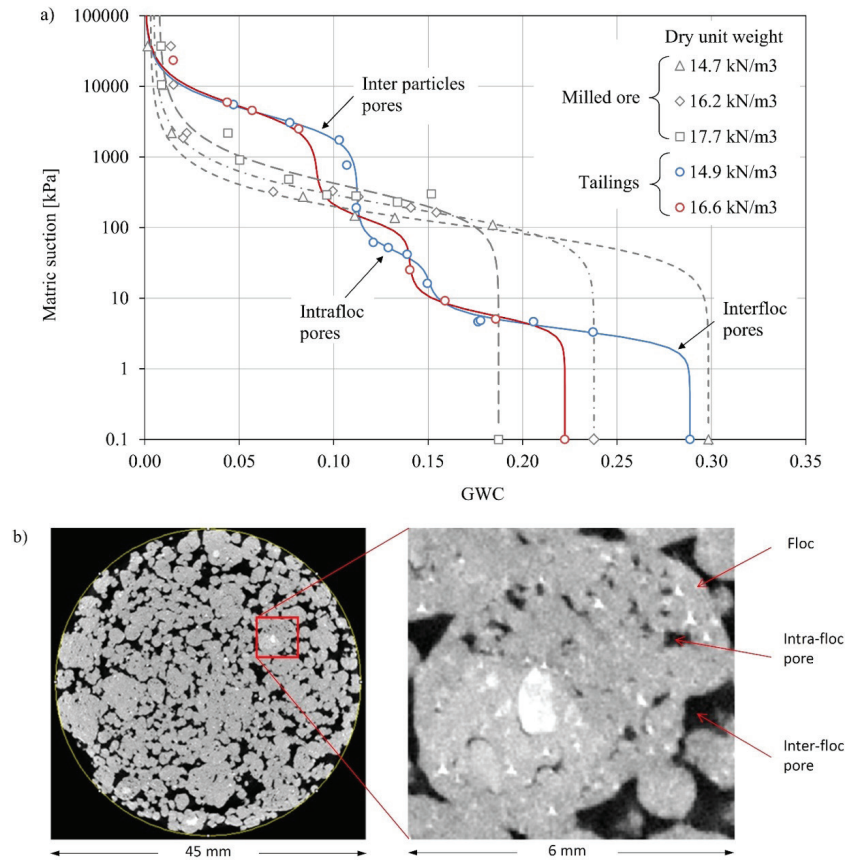 a)
100000
10000
1000
100
10
1
0.1
Matric suction [kPa]
0.00
0.05
0.10
0.15
0.20
0.25
0.30
0.35
GWC
Inter particles
pores
Intrafloc
pores
Interfloc
pores
Dry unit weight
Milled ore
14.7 kN/m3
16.2 kN/m3
17.7 kN/m3
Tailings
14.9 kN/m3
16.6 kN/m3
b)
Floc
Intra-floc
pore
Inter-floc
pore
45 mm
6 mm